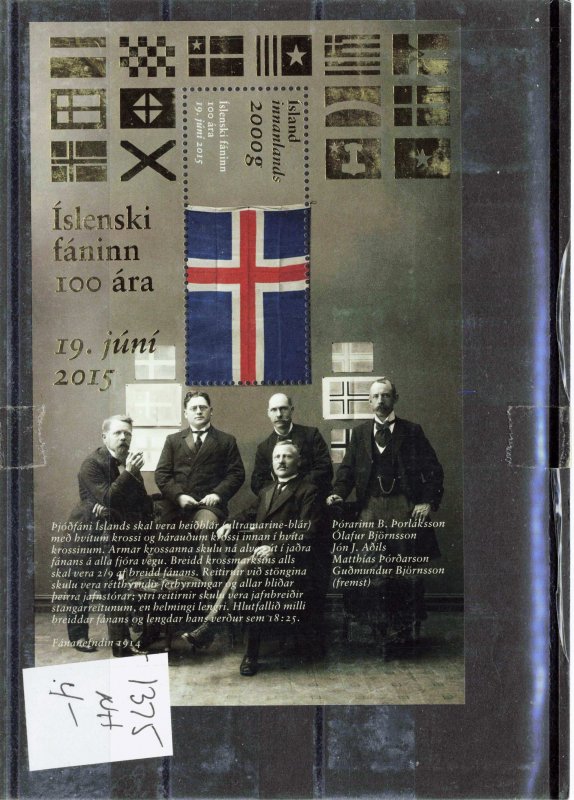 Ísland
innanlands
2000g
Íslenski fáninn
100 ára
19. júní 2015
Íslenski
fáninn
100 ára
19. júní
2015
Þjóðfáni Íslands skal vera heiðblár (ultramarine-blár)
með hvítum krossi og hárauðum krossi innan í hvíta
krossinum. Armar krossanna skulu ná alveg út í jaðra
fánans á alla fjóra vegu. Breidd krossmarksins alls
skal vera 2/9 af breidd fánans. Reitirnir við stöngina
skulu vera rétthyrndir ferhyrningar og allar hliðar
þeirra jafnstórar; ytri reitirnir skulu vera jafnbreiðir
stangarreitunum, en helmingi lengri. Hlutfallið milli
breiddar fánans og lengdar hans verður sem 18:25.
Fánanefndin 1914
Þórarinn B. Þorláksson
Ólafur Björnsson
Jón J. Aðils
Matthías Þórðarson
Guðmundur Björnsson
(fremst)
1375
NH
4-